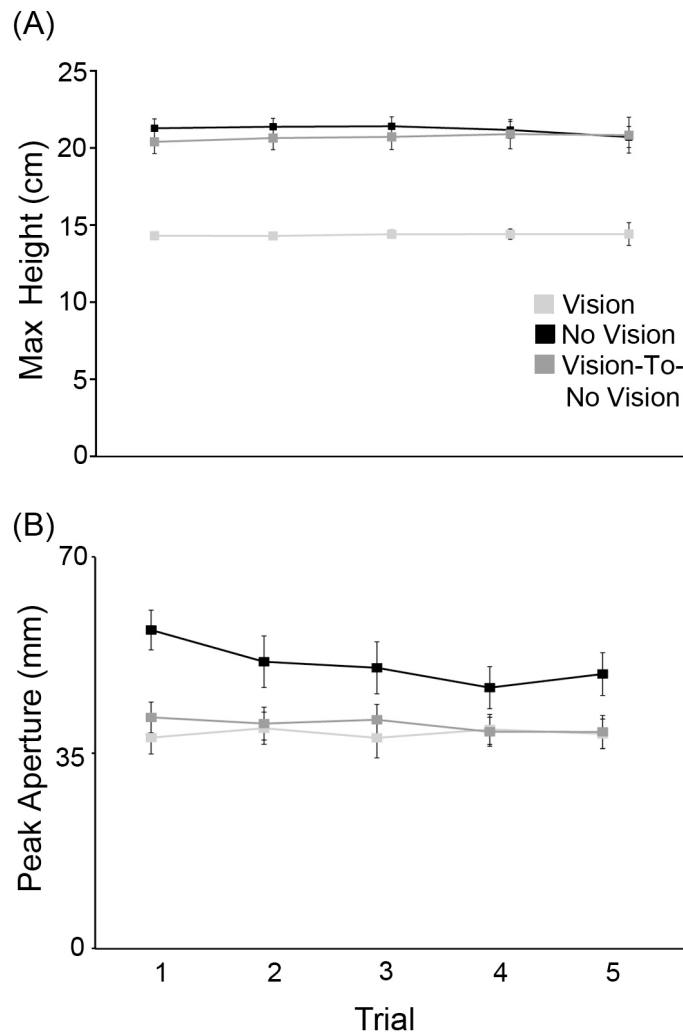 (A)
25
20
15
10
5
0
Max Height (cm)
Vision
No Vision
Vision-To-
No Vision
(B)
70
35
0
Peak Aperture (mm)
1 2 3 4 5
Trial